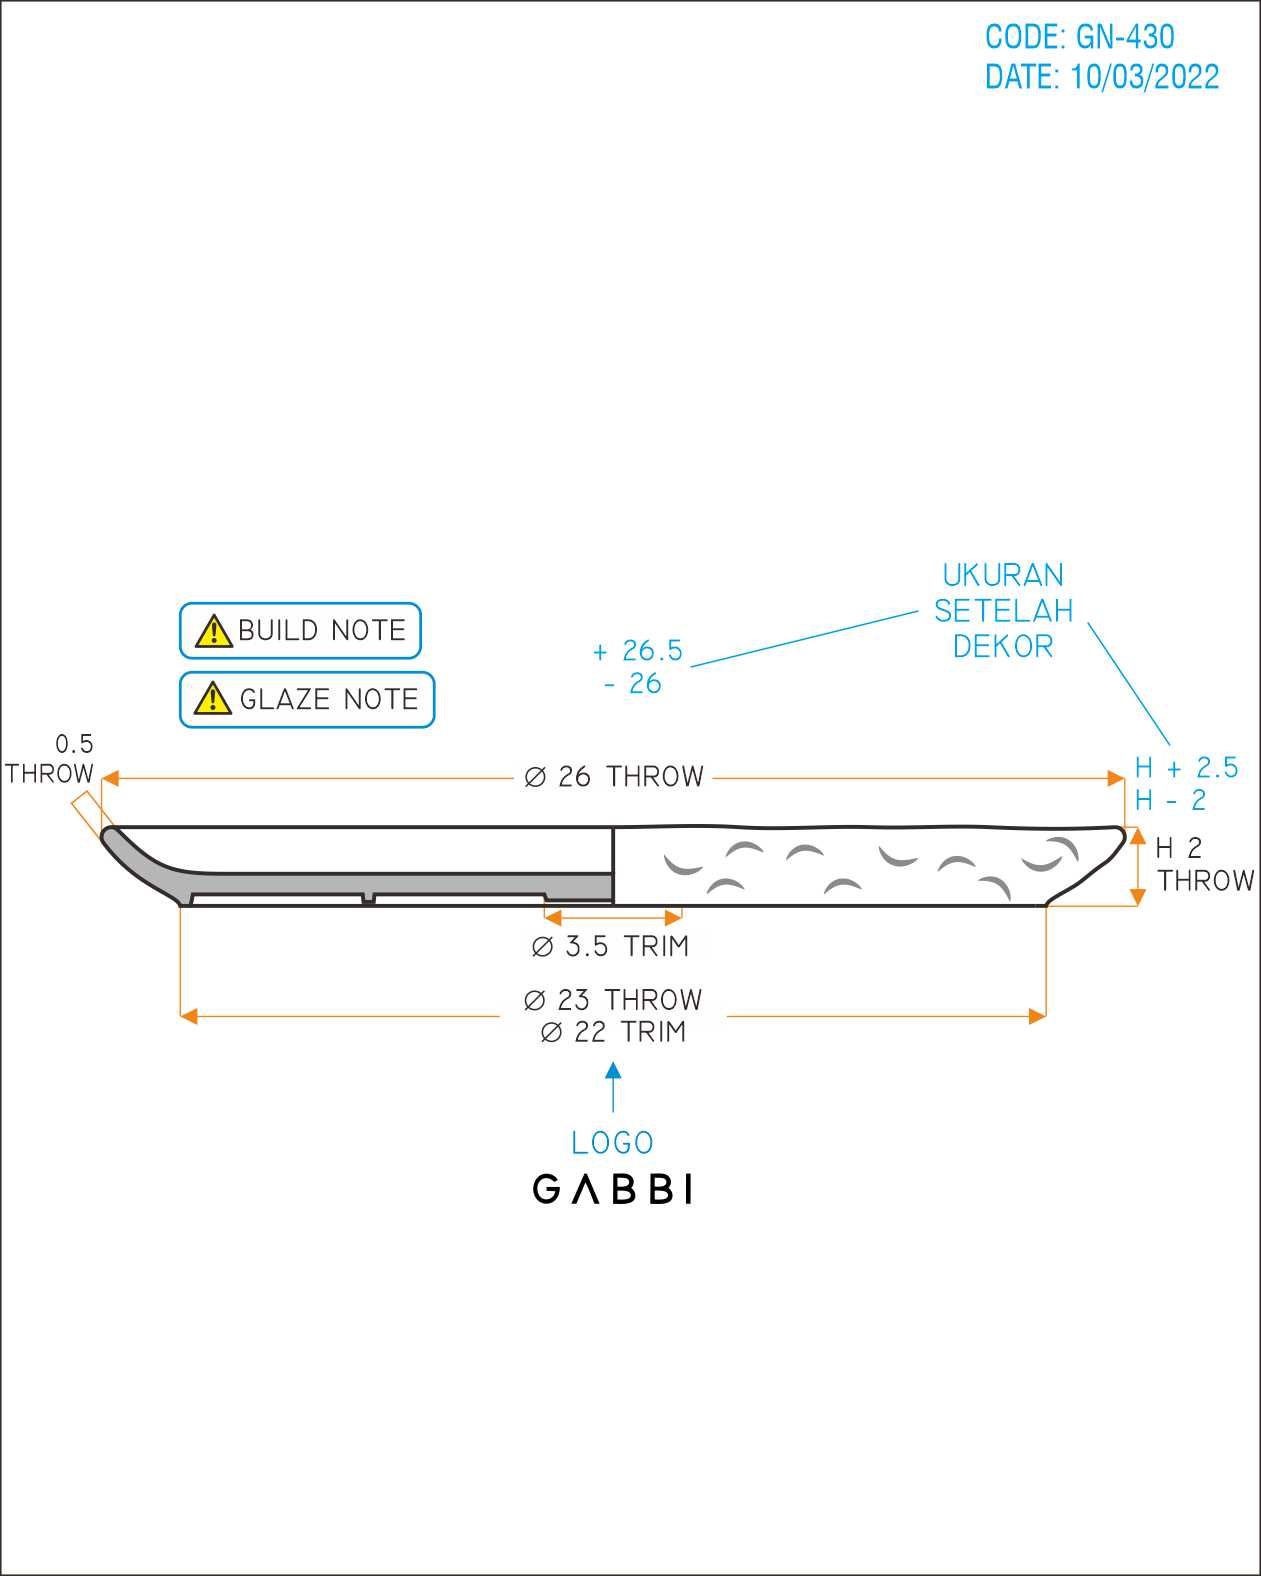 CODE: GN-430
DATE: 10/03/2022
UKURAN
SETELAH
DEKOR
BUILD NOTE
+ 26.5
- 26
GLAZE NOTE
0.5
THROW
Ø 26 THROW
H + 2.5
H - 2
H 2
THROW
Ø 3.5 TRIM
Ø 23 THROW
Ø 22 TRIM
LOGO
GABBI